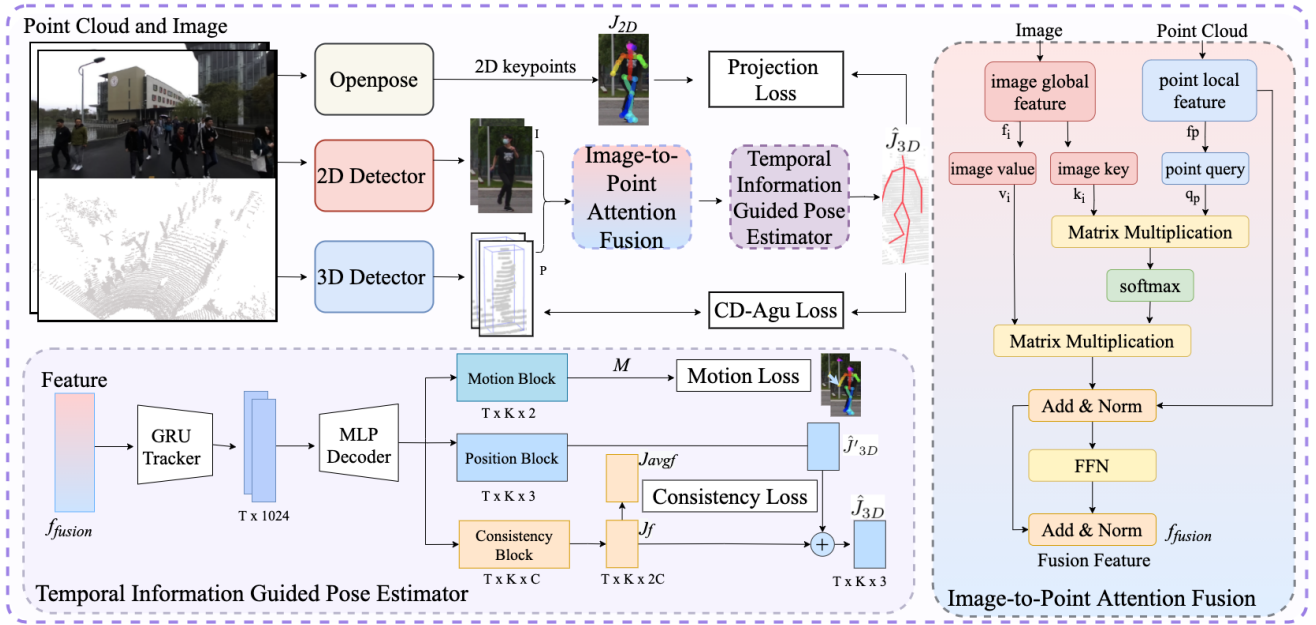 Point Cloud and Image
Openpose
2D keypoints
J2D
Projection
Loss
2D Detector
I
Image-to-
Point
Attention
Fusion
Temporal
Information
Guided Pose
Estimator
Ĵ3D
3D Detector
P
CD-Agu Loss
Feature
ffusion
GRU
Tracker
T x 1024
MLP
Decoder
Motion Block
T x K x 2
M
Motion Loss
Position Block
T x K x 3
Ĵ'3D
Javgf
Consistency Loss
Consistency
Block
T x K x C
Jf
T x K x 2C
+
Ĵ3D
T x K x 3
Temporal Information Guided Pose Estimator
Image
Point Cloud
image global
feature
point local
feature
fi
fp
image value
image key
point query
vi
ki
qp
Matrix Multiplication
softmax
Matrix Multiplication
Add & Norm
FFN
Add & Norm
ffusion
Fusion Feature
Image-to-Point Attention Fusion